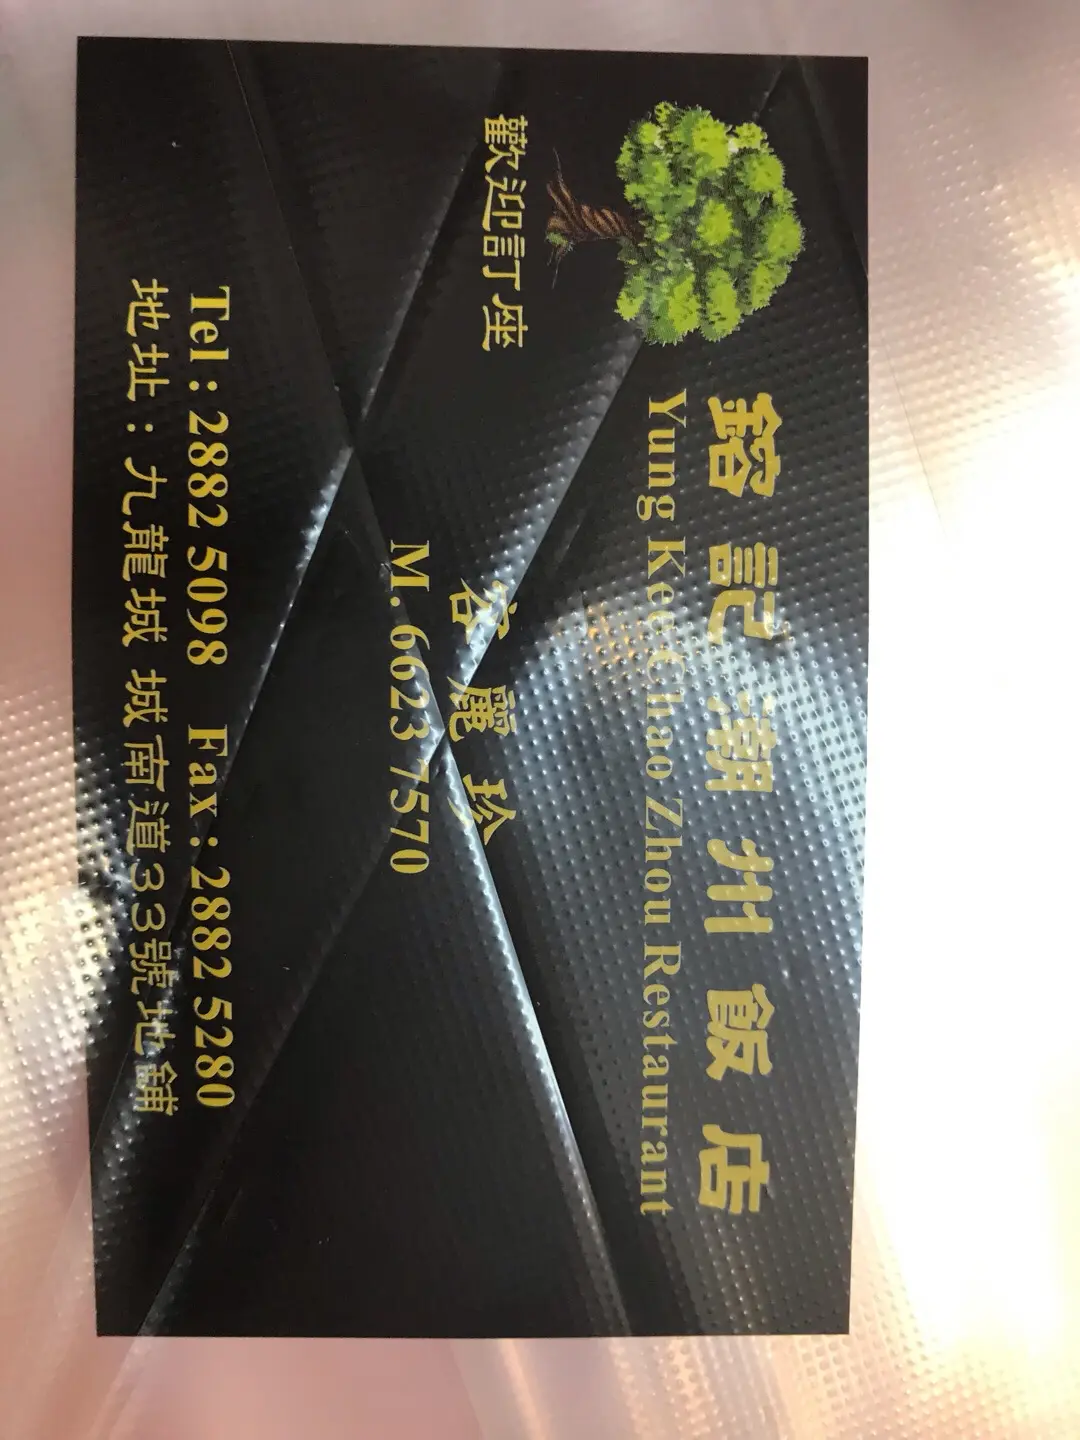 鎔記潮州飯店
Yung Kee Chao Zhou Restaurant
歡迎訂座
容麗珍
M. 6623 7570
Tel : 2882 5098 Fax : 2882 5280
地址：九龍城城南道33號地舖